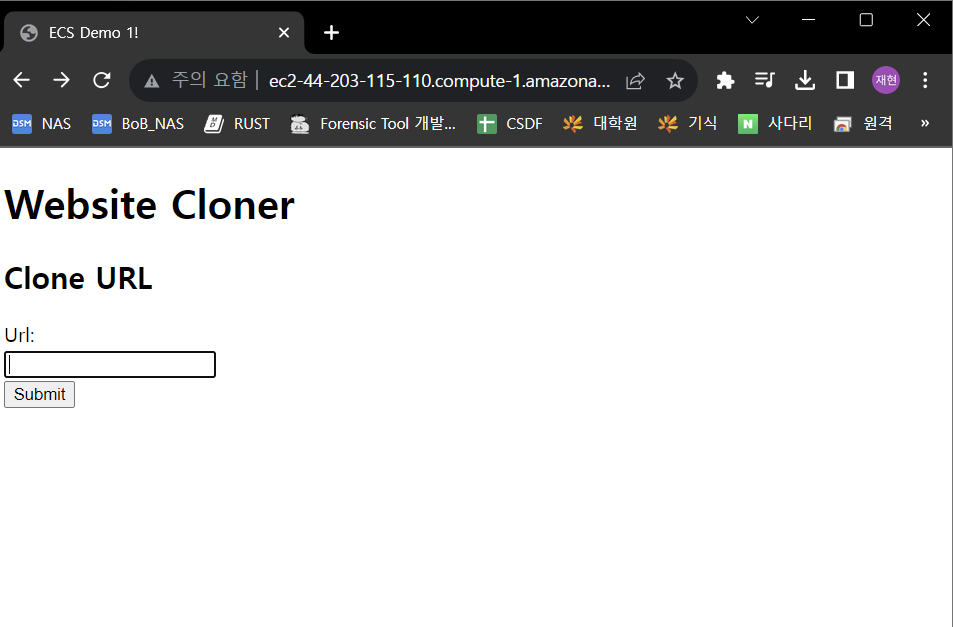 ECS Demo 1!
주의 요함 ec2-44-203-115-110.compute-1.amazona...
재현
DSM NAS DSM BoB_NAS RUST Forensic Tool 개발... CSDF 대학원 기식 N 사다리 원격 »
Website Cloner
Clone URL
Url:
Submit